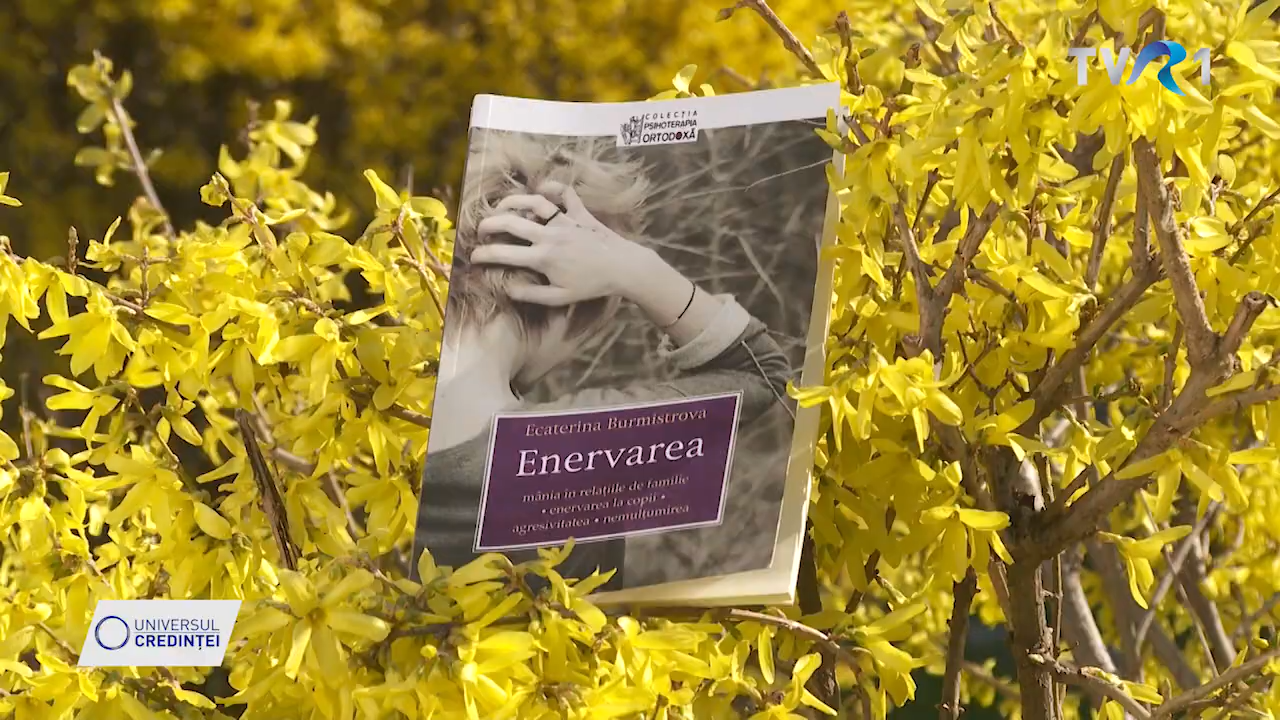 TVR1
COLECȚIA
PSIHOTERAPIA
ORTODOXĂ
Ecaterina Burmistrova
Enervarea
mânia în relațiile de familie
• enervarea la copii •
agresivitatea • nemulțumirea
UNIVERSUL
CREDINȚEI